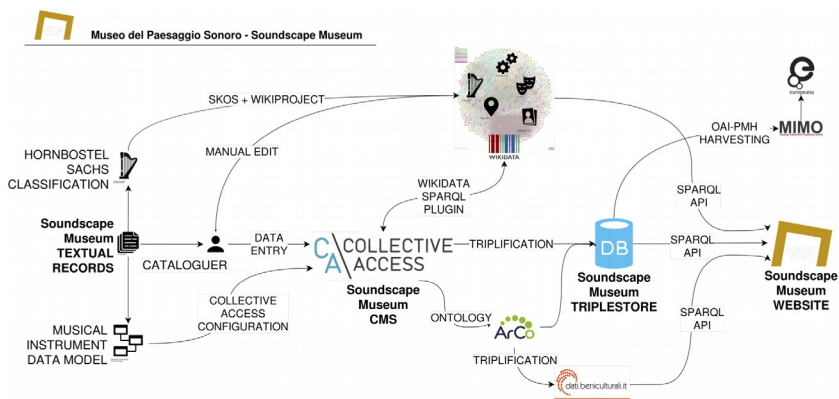 Museo del Paesaggio Sonoro - Soundscape Museum
SKOS + WIKIPROJECT
WIKIDATA
europeana
OAI-PMH
HARVESTING
MIMO
HORNBOSTEL
SACHS
CLASSIFICATION
MANUAL EDIT
WIKIDATA
SPARQL
PLUGIN
SPARQL
API
Soundscape
Museum
TEXTUAL
RECORDS
CATALOGUER
DATA
ENTRY
CA
COLLECTIVE
ACCESS
Soundscape
Museum
CMS
TRIPLIFICATION
DB
Soundscape
Museum
TRIPLESTORE
SPARQL
API
Soundscape
Museum
WEBSITE
COLLECTIVE
ACCESS
CONFIGURATION
MUSICAL
INSTRUMENT
DATA MODEL
ONTOLOGY
ArCo
TRIPLIFICATION
SPARQL
API
dati.beniculturali.it